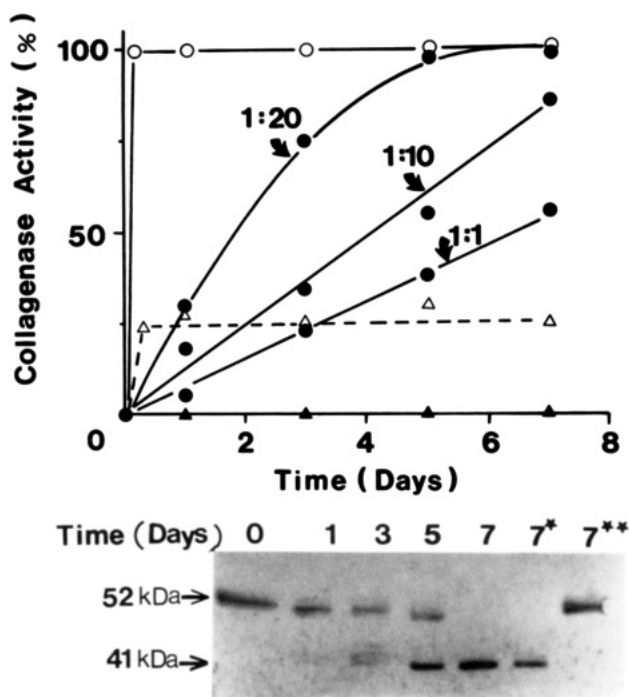 Collagenase Activity (%)
100
50
0
1:20
1:10
1:1
2
4
6
8
Time (Days)
Time (Days) 0 1 3 5 7 7* 7**
52 kDa→
41 kDa→